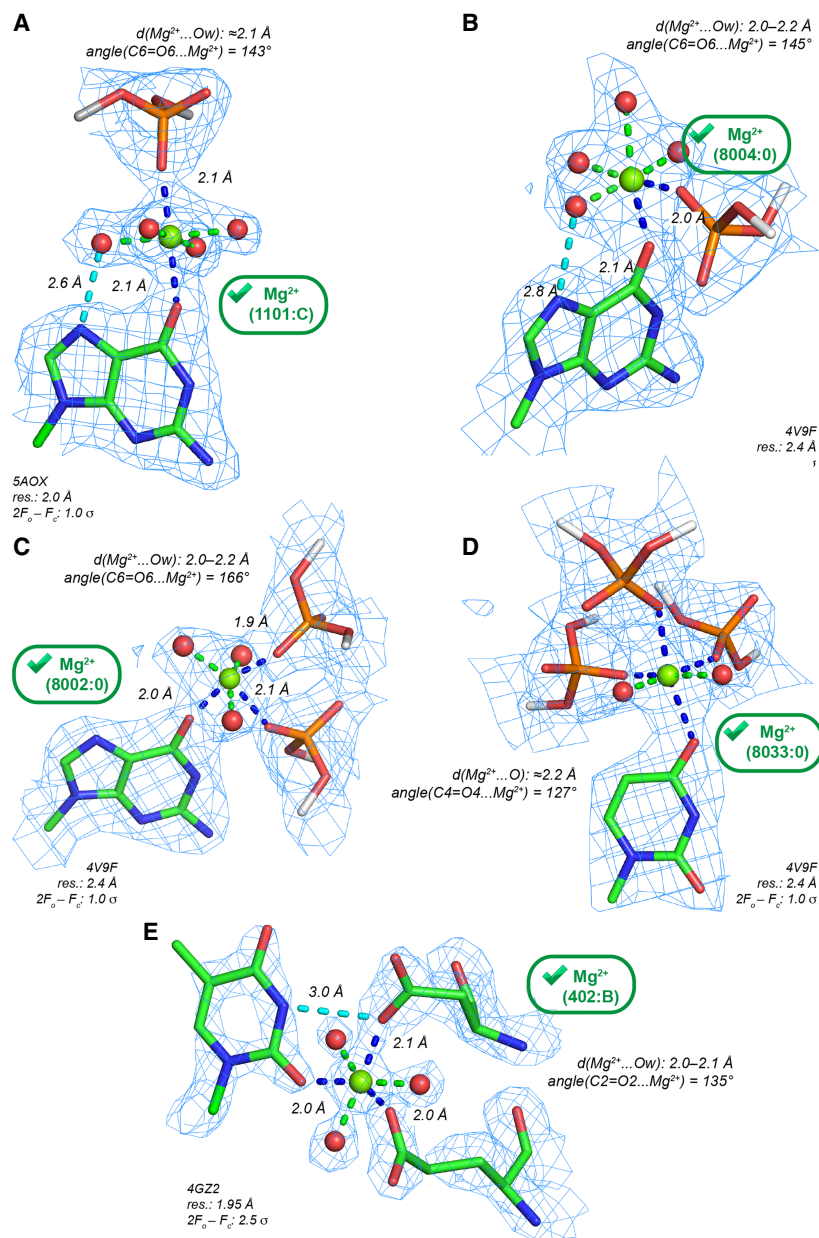 A
d(Mg²⁺...Ow): ≈2.1 Å
angle(C6=O6...Mg²⁺) = 143°
2.1 Å
2.6 Å
2.1 Å
Mg²⁺
(1101:C)
5AOX
res.: 2.0 Å
2Fₒ – F꜀: 1.0 σ
B
d(Mg²⁺...Ow): 2.0–2.2 Å
angle(C6=O6...Mg²⁺) = 145°
Mg²⁺
(8004:0)
2.0 Å
2.1 Å
2.8 Å
4V9F
res.: 2.4 Å
C
d(Mg²⁺...Ow): 2.0–2.2 Å
angle(C6=O6...Mg²⁺) = 166°
1.9 Å
Mg²⁺
(8002:0)
2.0 Å
2.1 Å
4V9F
res.: 2.4 Å
2Fₒ – F꜀: 1.0 σ
D
Mg²⁺
(8033:0)
d(Mg²⁺...O): ≈2.2 Å
angle(C4=O4...Mg²⁺) = 127°
4V9F
res.: 2.4 Å
2Fₒ – F꜀: 1.0 σ
E
Mg²⁺
(402:B)
3.0 Å
2.1 Å
d(Mg²⁺...Ow): 2.0–2.1 Å
angle(C2=O2...Mg²⁺) = 135°
2.0 Å
2.0 Å
4GZ2
res.: 1.95 Å
2Fₒ – F꜀: 2.5 σ